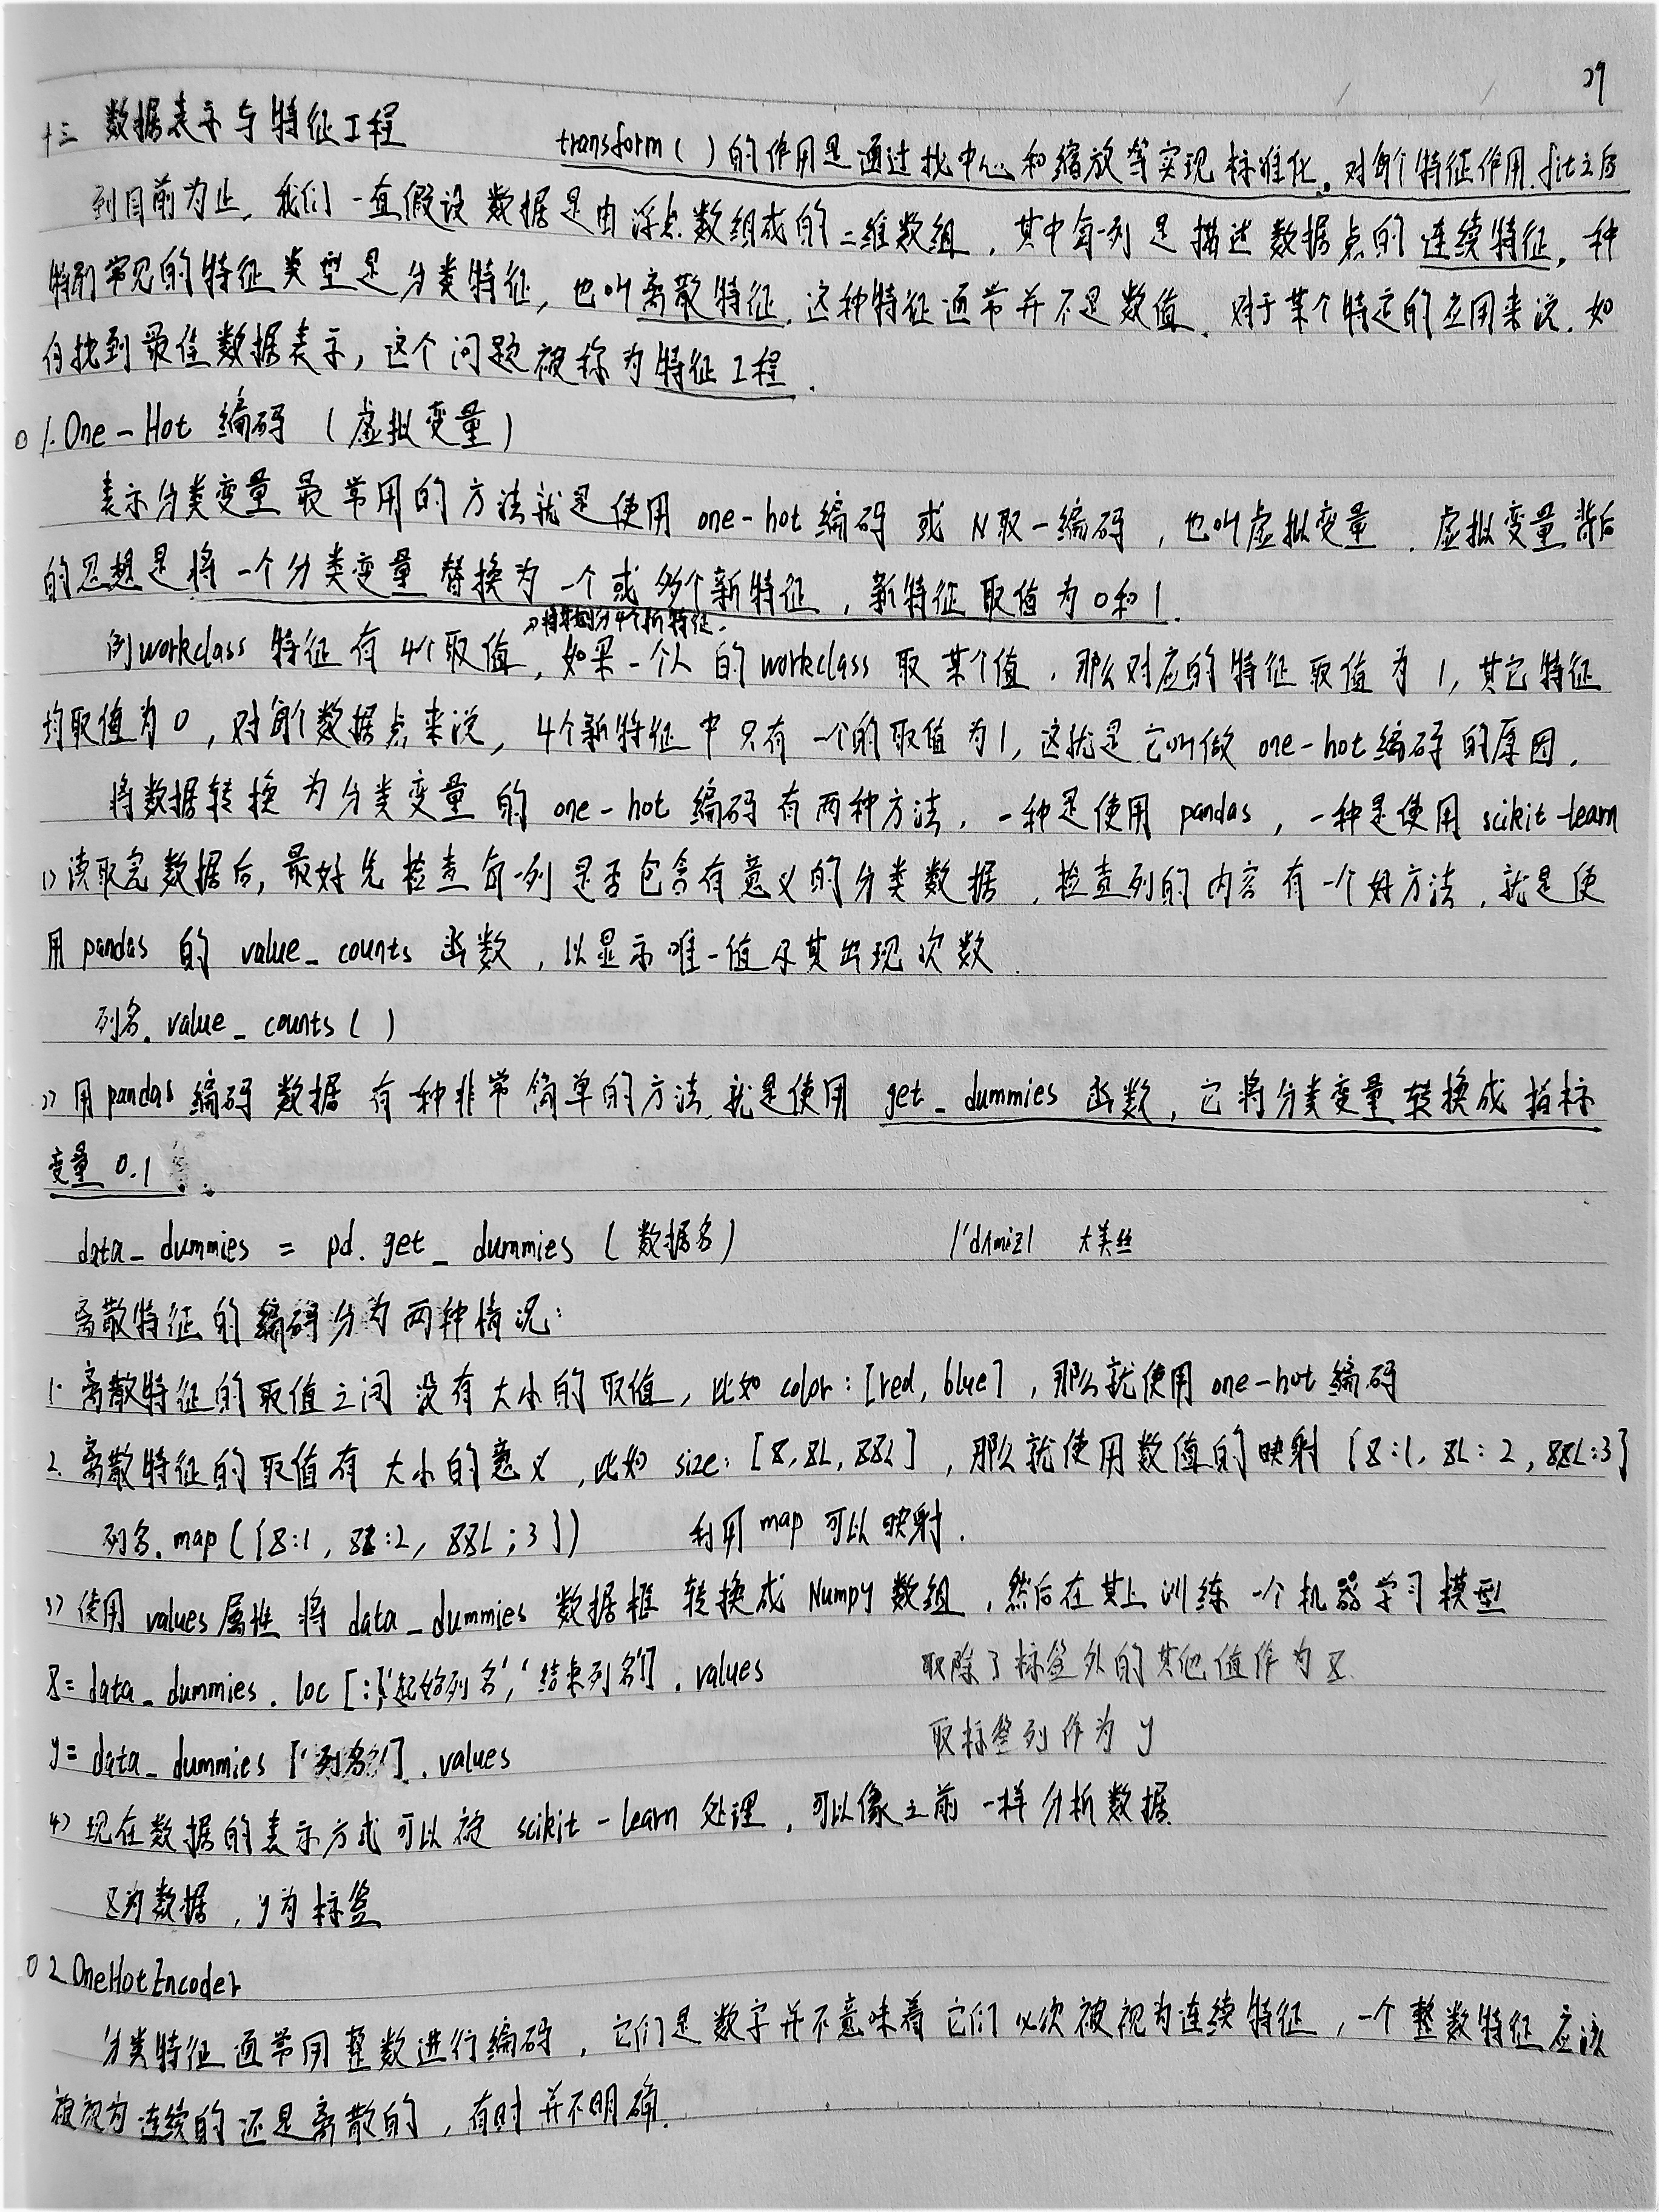 29
十三 数据表示与特征工程
transform（）的作用是通过找中心和缩放等实现标准化。对每个特征作用.fit之后
到目前为止，我们一直假设数据是由浮点数组成的二维数组，其中每一列是描述数据点的连续特征，一种
特别常见的特征类型是分类特征，也叫离散特征，这种特征通常并不是数值，对于某个特定的应用来说，如
何找到最佳数据表示，这个问题被称为特征工程.
1.One-Hot 编码（虚拟变量）
表示分类变量最常用的方法就是使用 one-hot 编码 或 N取一编码，也叫虚拟变量，虚拟变量背后
的思想是将一个分类变量替换为一个或多个新特征，新特征取值为0和1.
将其划分4个新特征.
例workclass 特征有4个取值，如果一个人的workclass 取某个值，那么对应的特征取值为1，其它特征
均取值为0，对每个数据点来说，4个新特征中只有一个的取值为1，这就是它叫做 one-hot 编码的原因.
将数据转换为分类变量的 one-hot 编码有两种方法，一种是使用 pandas，一种是使用 scikit-learn
1）读取完数据后，最好先检查每一列是否包含有意义的分类数据，检查列的内容有一个好方法，就是使
用 pandas 的 value_counts 函数，以显示唯一值及其出现次数.
列名.value_counts（）
2）用pandas 编码数据有一种非常简单的方法，就是使用 get_dummies 函数，它将分类变量转换成指标
变量 0.1
data_dummies = pd.get_dummies（数据名） /'dʌmiz/ 大美丝
离散特征的编码分为两种情况：
1. 离散特征的取值之间没有大小的取值，比如 color：[red, blue]，那么就使用 one-hot 编码
2. 离散特征的取值有大小的意义，比如 size：[X, XL, XXL]，那么就使用数值的映射 {X:1, XL:2, XXL:3}
列名.map({X:1, XL:2, XXL;3}) 利用 map 可以映射.
3）使用 values 属性 将 data_dummies 数据框转换成 Numpy 数组，然后在其上训练一个机器学习模型
X= data_dummies.loc[:,'起始列名','结束列名'].values 取除了标签外的其他值作为X
y= data_dummies['列名'].values 取标签列作为 y
4）现在数据的表示方式可以被 scikit-learn 处理，可以像之前一样分析数据.
X为数据，y为标签
2.OneHotEncoder
分类特征通常用整数进行编码，它们是数字并不意味着它们必须被视为连续特征，一个整数特征应该
被视为连续的还是离散的，有时并不明确.